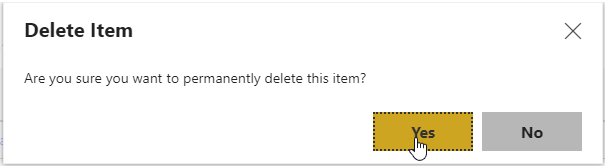 Delete Item
Are you sure you want to permanently delete this item?
Yes
No